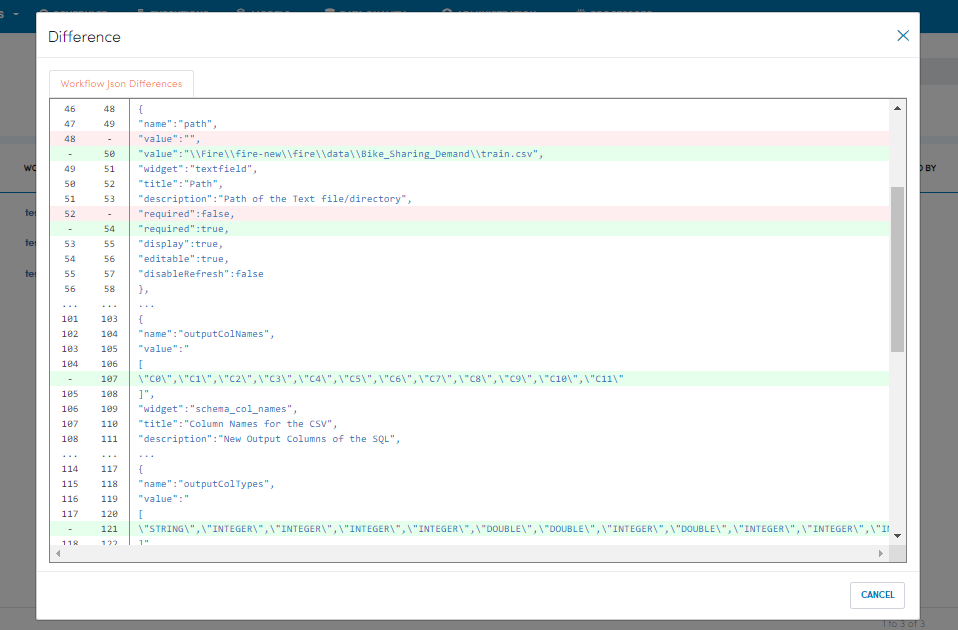 Difference
Workflow Json Differences
46 48 {
47 49 "name":"path",
48 - "value":"",
- 50 "value":"\\Fire\\fire-new\\fire\\data\\Bike_Sharing_Demand\\train.csv",
49 51 "widget":"textfield",
50 52 "title":"Path",
51 53 "description":"Path of the Text file/directory",
52 - "required":false,
- 54 "required":true,
53 55 "display":true,
54 56 "editable":true,
55 57 "disableRefresh":false
56 58 },
... ... ...
101 103 {
102 104 "name":"outputColNames",
103 105 "value":"
104 106 [
- 107 \"C0\",\"C1\",\"C2\",\"C3\",\"C4\",\"C5\",\"C6\",\"C7\",\"C8\",\"C9\",\"C10\",\"C11\"
105 108 ]",
106 109 "widget":"schema_col_names",
107 110 "title":"Column Names for the CSV",
108 111 "description":"New Output Columns of the SQL",
... ... ...
114 117 {
115 118 "name":"outputColTypes",
116 119 "value":"
117 120 [
- 121 \"STRING\",\"INTEGER\",\"INTEGER\",\"INTEGER\",\"INTEGER\",\"DOUBLE\",\"DOUBLE\",\"INTEGER\",\"DOUBLE\",\"INTEGER\",\"INTEGER\",\"IN
118 122 ]"
CANCEL
1 to 3 of 3